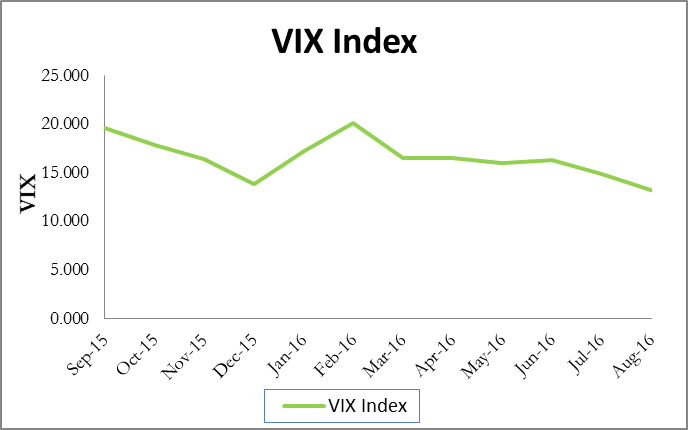 VIX Index
25.000
20.000
15.000
10.000
5.000
0.000
VIX
Sep-15
Oct-15
Nov-15
Dec-15
Jan-16
Feb-16
Mar-16
Apr-16
May-16
Jun-16
Jul-16
Aug-16
VIX Index